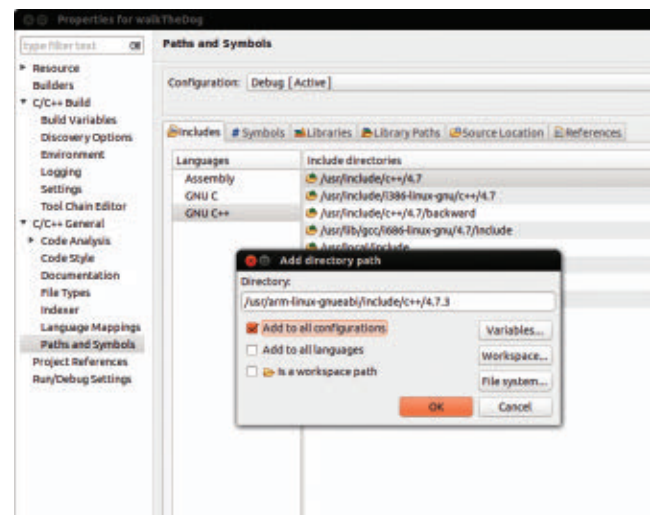 Properties for walkTheDog
type filter text
Resource
Builders
C/C++ Build
Build Variables
Discovery Options
Environment
Logging
Settings
Tool Chain Editor
C/C++ General
Code Analysis
Code Style
Documentation
File Types
Indexer
Language Mappings
Paths and Symbols
Project References
Run/Debug Settings
Paths and Symbols
Configuration: Debug [ Active ]
Includes # Symbols Libraries Library Paths Source Location References
Languages
Assembly
GNU C
GNU C++
Include directories
/usr/include/c++/4.7
/usr/include/i386-linux-gnu/c++/4.7
/usr/include/c++/4.7/backward
/usr/lib/gcc/i686-linux-gnu/4.7/include
/usr/local/include
Add directory path
Directory:
/usr/arm-linux-gnueabi/include/c++/4.7.3
Add to all configurations
Variables...
Add to all languages
Workspace...
Is a workspace path
File system...
OK
Cancel